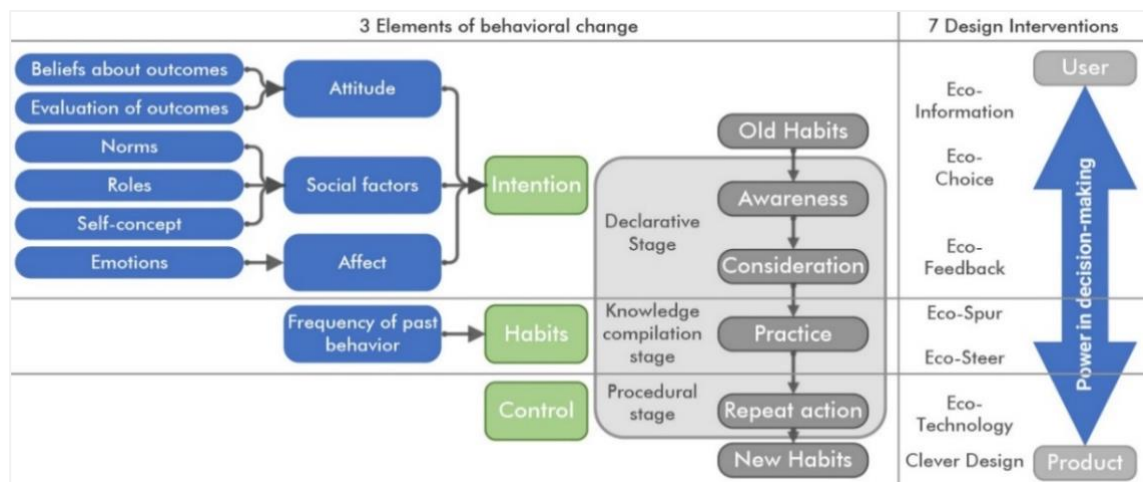 3 Elements of behavioral change
7 Design Interventions
Beliefs about outcomes
Evaluation of outcomes
Attitude
Norms
Roles
Self-concept
Social factors
Emotions
Affect
Intention
Frequency of past
behavior
Habits
Control
Declarative
Stage
Knowledge
compilation
stage
Procedural
stage
Old Habits
Awareness
Consideration
Practice
Repeat action
New Habits
Eco-
Information
Eco-
Choice
Eco-
Feedback
Eco-Spur
Eco-Steer
Eco-
Technology
Clever Design
User
Power in decision-making
Product